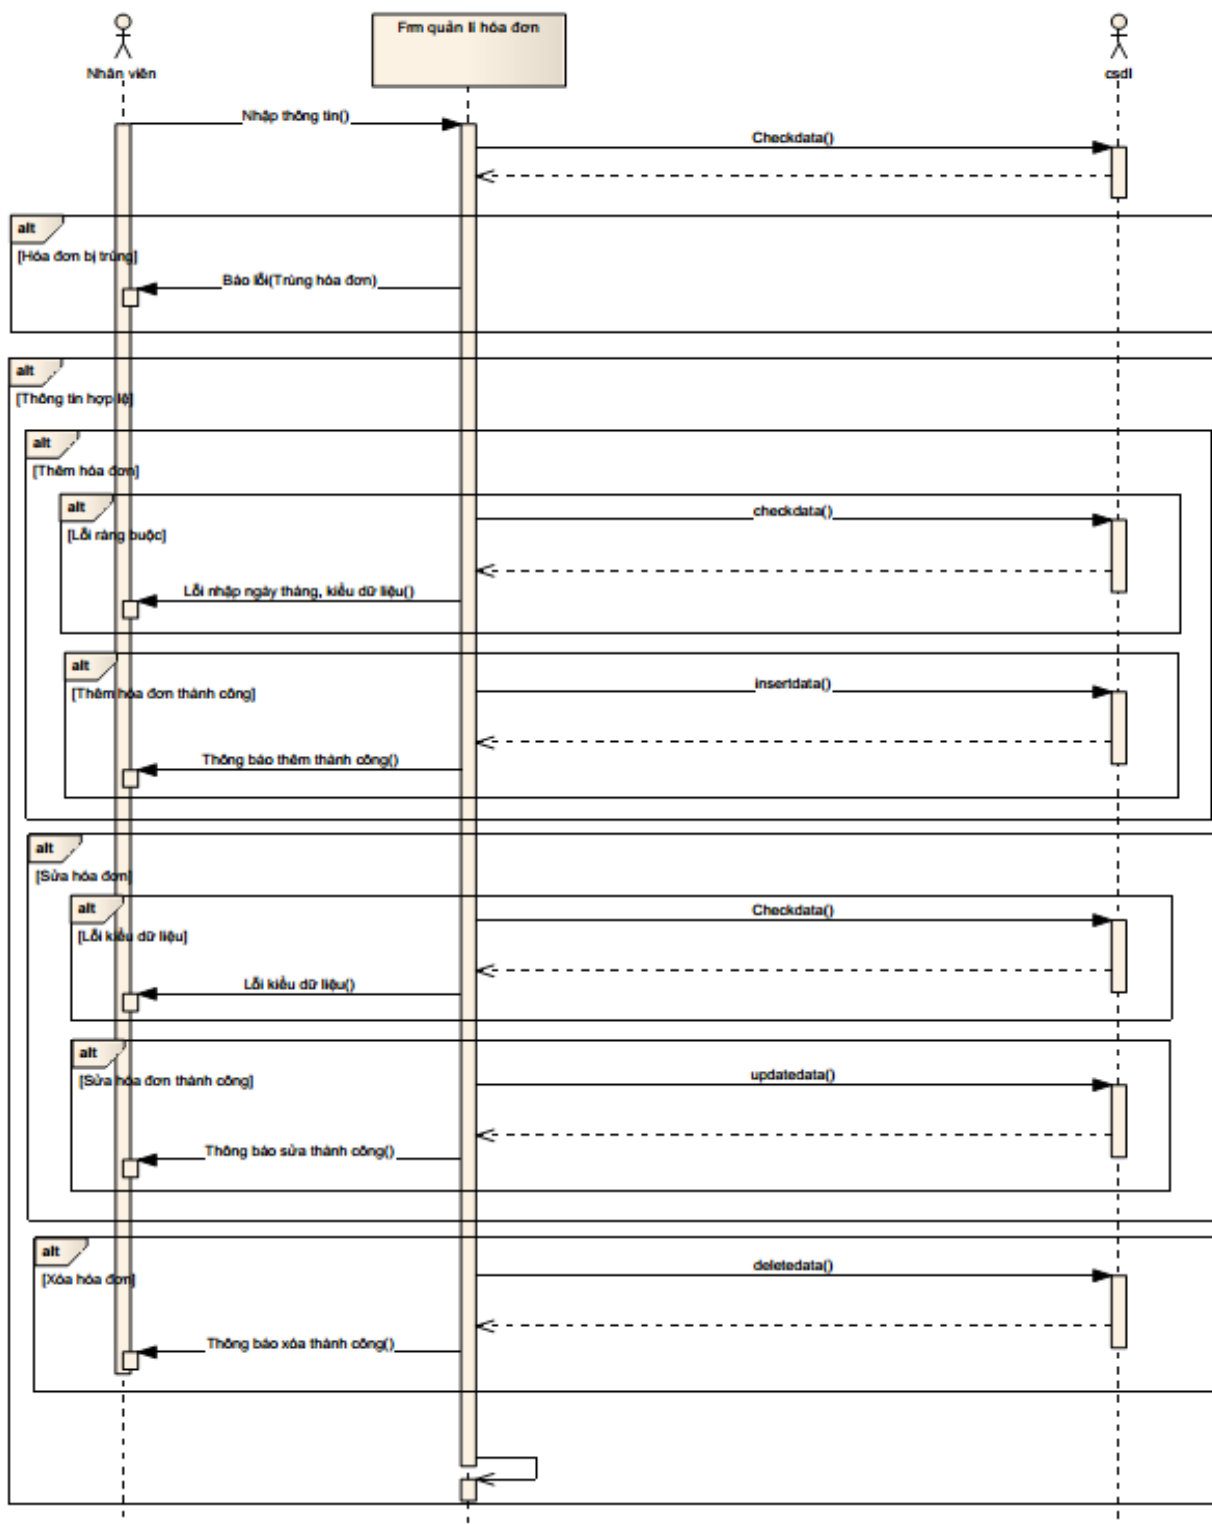 Nhân viên
Frm quản lí hóa đơn
csdl
Nhập thông tin()
Checkdata()
alt
[Hóa đơn bị trùng]
Báo lỗi(Trùng hóa đơn)
alt
[Thông tin hợp lệ]
alt
[Thêm hóa đơn]
alt
[Lỗi ràng buộc]
checkdata()
Lỗi nhập ngày tháng, kiểu dữ liệu()
alt
[Thêm hóa đơn thành công]
insertdata()
Thông báo thêm thành công()
alt
[Sửa hóa đơn]
alt
[Lỗi kiểu dữ liệu]
Checkdata()
Lỗi kiểu dữ liệu()
alt
[Sửa hóa đơn thành công]
updatedata()
Thông báo sửa thành công()
alt
[Xóa hóa đơn]
deletedata()
Thông báo xóa thành công()